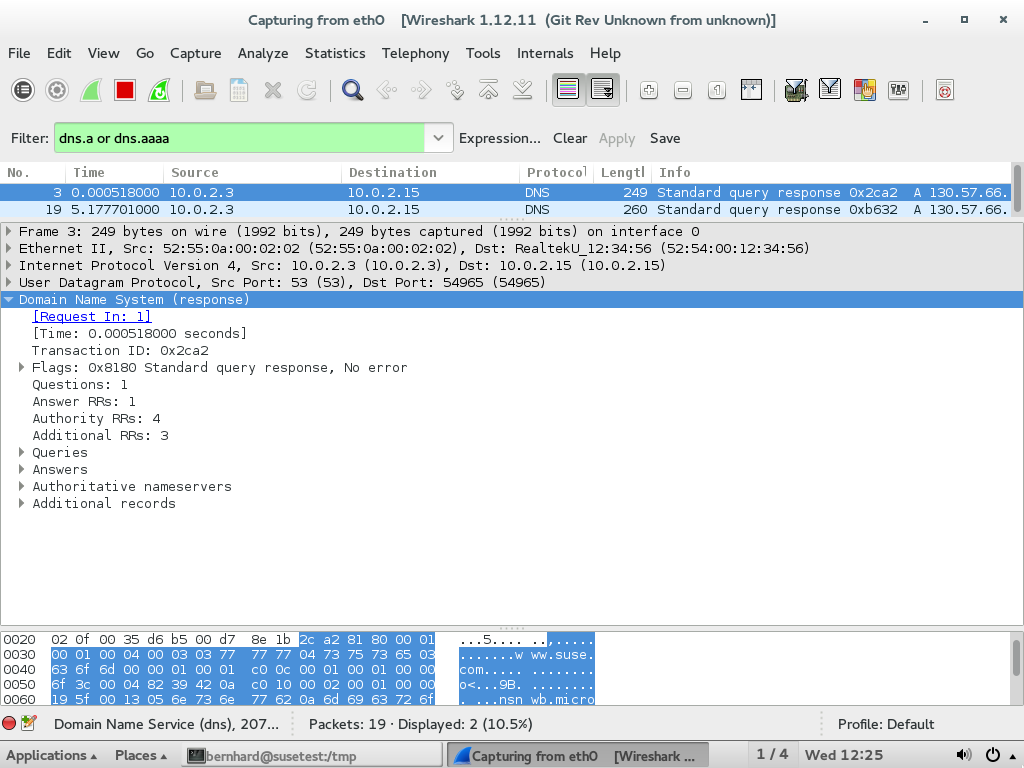 Capturing from eth0 [Wireshark 1.12.11 (Git Rev Unknown from unknown)]
File Edit View Go Capture Analyze Statistics Telephony Tools Internals Help
Filter: dns.a or dns.aaaa Expression... Clear Apply Save
No. Time Source Destination Protocol Lengtl Info
3 0.000518000 10.0.2.3 10.0.2.15 DNS 249 Standard query response 0x2ca2 A 130.57.66.
19 5.177701000 10.0.2.3 10.0.2.15 DNS 260 Standard query response 0xb632 A 130.57.66.
Frame 3: 249 bytes on wire (1992 bits), 249 bytes captured (1992 bits) on interface 0
Ethernet II, Src: 52:55:0a:00:02:02 (52:55:0a:00:02:02), Dst: RealtekU_12:34:56 (52:54:00:12:34:56)
Internet Protocol Version 4, Src: 10.0.2.3 (10.0.2.3), Dst: 10.0.2.15 (10.0.2.15)
User Datagram Protocol, Src Port: 53 (53), Dst Port: 54965 (54965)
Domain Name System (response)
[Request In: 1]
[Time: 0.000518000 seconds]
Transaction ID: 0x2ca2
Flags: 0x8180 Standard query response, No error
Questions: 1
Answer RRs: 1
Authority RRs: 4
Additional RRs: 3
Queries
Answers
Authoritative nameservers
Additional records
0020 02 0f 00 35 d6 b5 00 d7 8e 1b 2c a2 81 80 00 01 ...5.... ..,.....
0030 00 01 00 04 00 03 03 77 77 77 04 73 75 73 65 03 .......w ww.suse.
0040 63 6f 6d 00 00 01 00 01 c0 0c 00 01 00 01 00 00 com..... ........
0050 6f 3c 00 04 82 39 42 0a c0 10 00 02 00 01 00 00 o<...9B. ........
0060 19 5f 00 13 05 6e 73 6e 77 62 0a 6d 69 63 72 6f ._...nsn wb.micro
Domain Name Service (dns), 207... Packets: 19 · Displayed: 2 (10.5%) Profile: Default
Applications Places bernhard@susetest:/tmp Capturing from eth0 [Wireshark ... 1 / 4 Wed 12:25